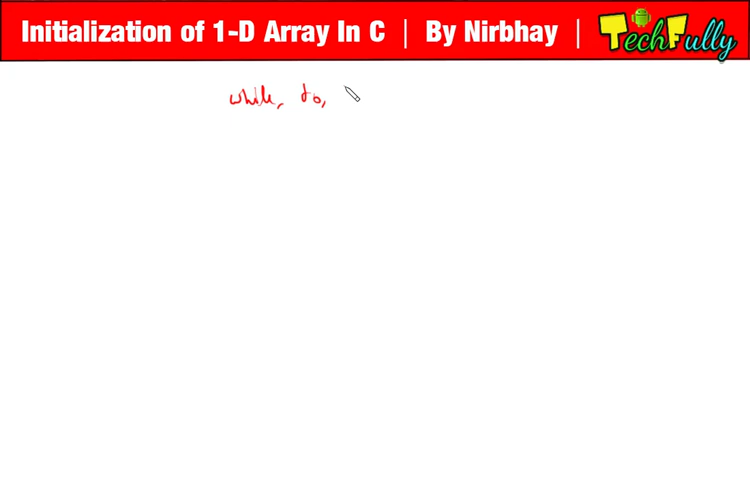 Initialization of 1-D Array In C | By Nirbhay | TechFully
while, do,